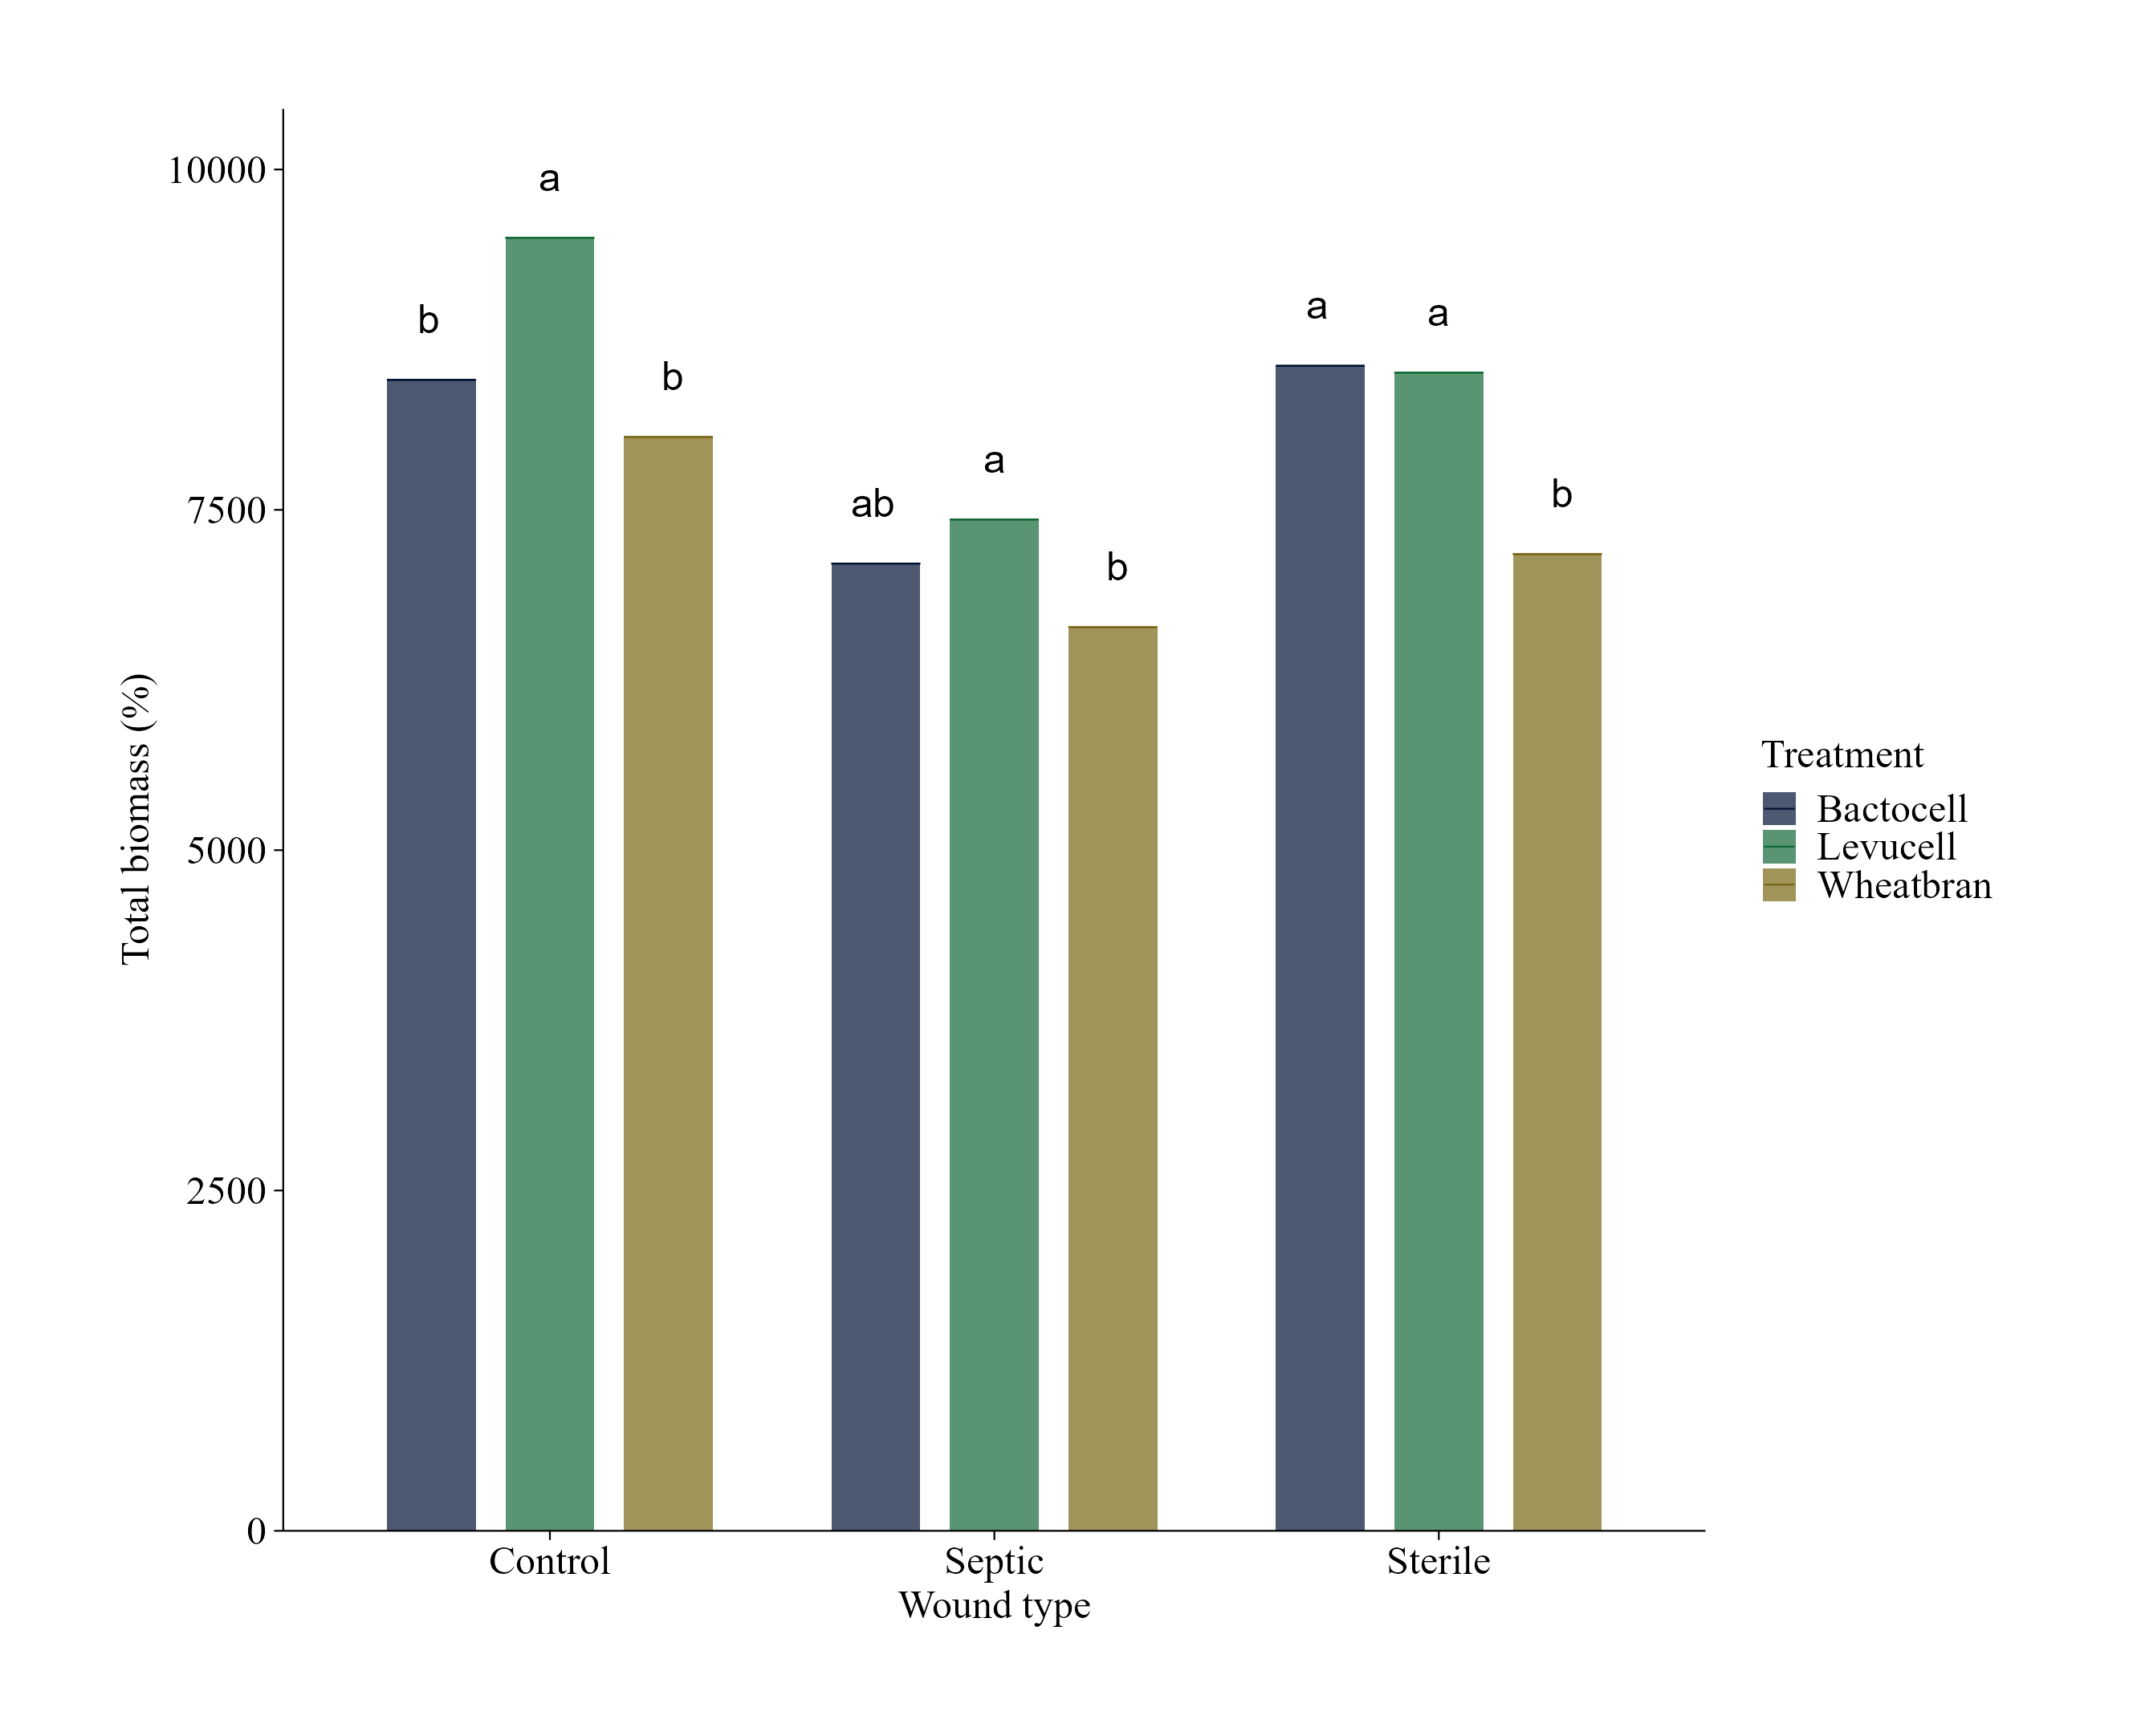 10000
7500
5000
2500
0
Total biomass (%)
b
a
b
ab
a
b
a
a
b
Control
Septic
Sterile
Wound type
Treatment
Bactocell
Levucell
Wheatbran